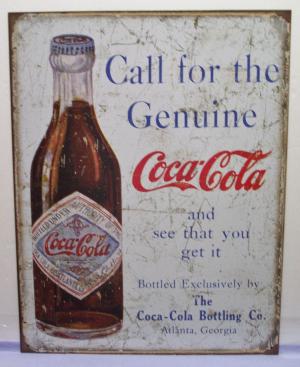 Call for the
Genuine
Coca-Cola
and
see that you
get it
Bottled Exclusively by
The
Coca-Cola Bottling Co.
Atlanta, Georgia
Coca-Cola